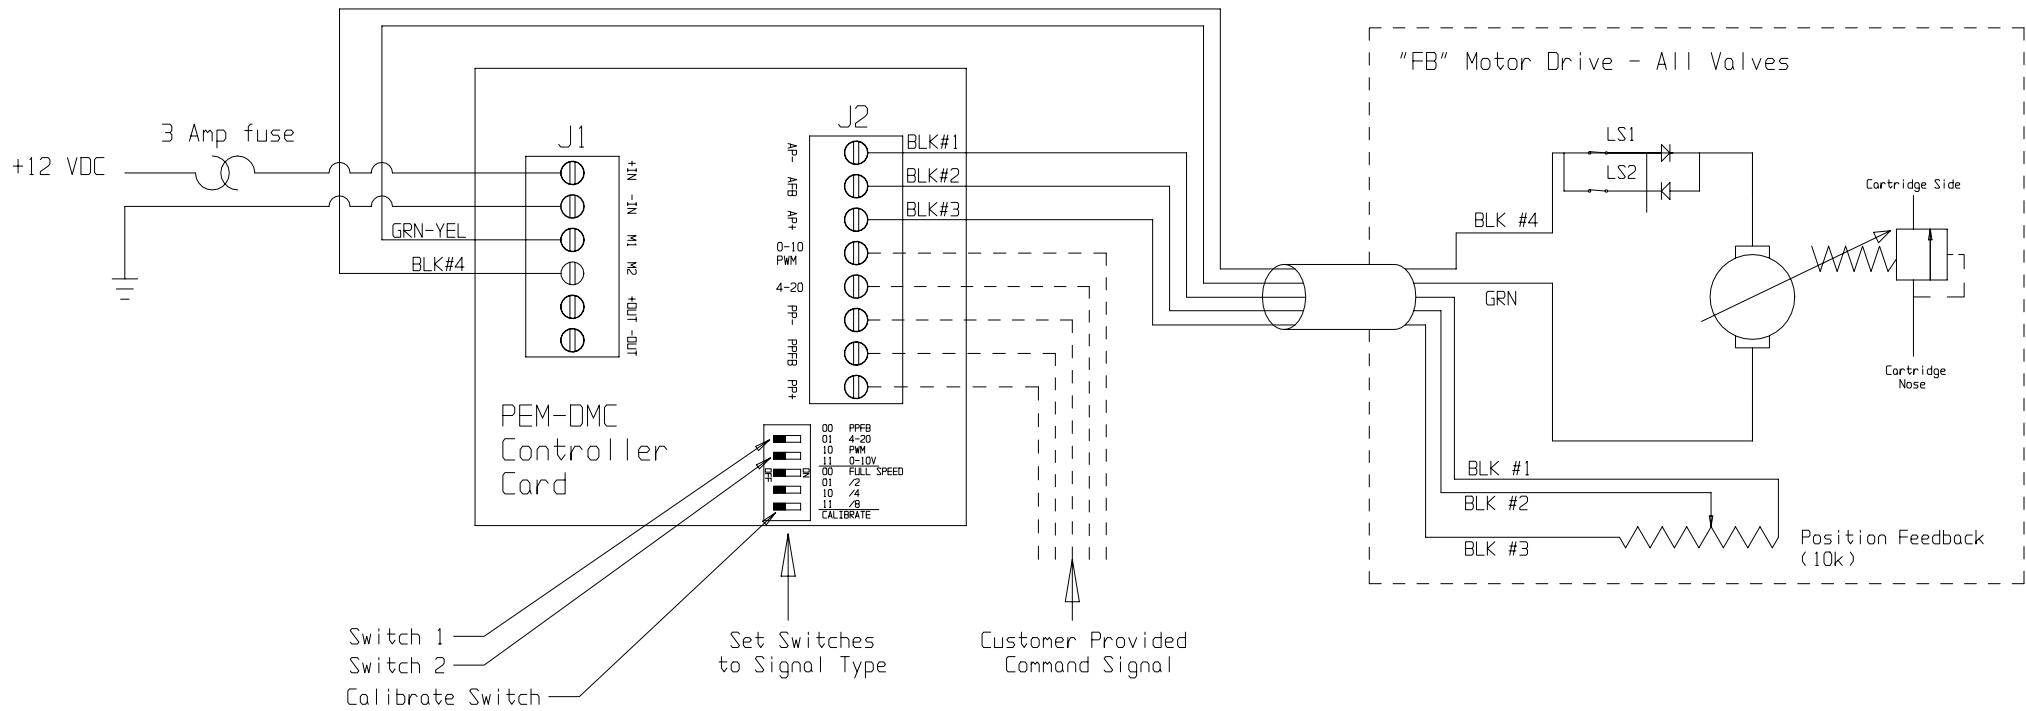 "FB" Motor Drive - All Valves
3 Amp fuse
+12 VDC
J1
+IN
-IN
M1
M2
+OUT
-OUT
GRN-YEL
BLK#4
J2
AP-
AFB
AP+
0-10
PWM
4-20
PP-
PPFB
PP+
BLK#1
BLK#2
BLK#3
PEM-DMC
Controller
Card
OFF
ON
00 PPFB
01 4-20
10 PWM
11 0-10V
00 FULL SPEED
01 /2
10 /4
11 /8
CALIBRATE
Switch 1
Switch 2
Calibrate Switch
Set Switches
to Signal Type
Customer Provided
Command Signal
LS1
LS2
BLK #4
GRN
Cartridge Side
Cartridge
Nose
BLK #1
BLK #2
BLK #3
Position Feedback
(10k)